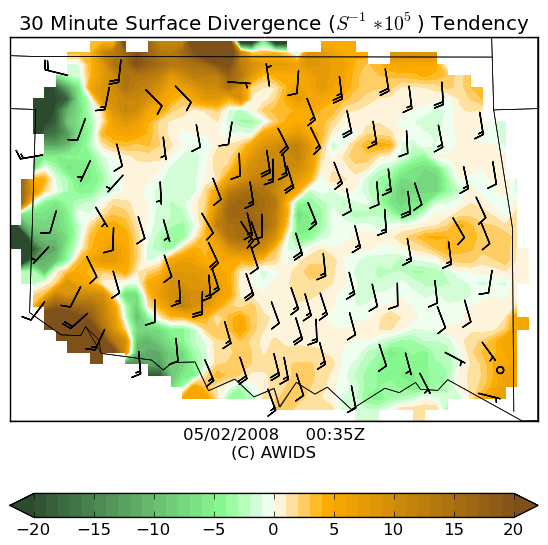 30 Minute Surface Divergence (S⁻¹ *10⁵ ) Tendency
05/02/2008 00:35Z
(C) AWIDS
−20 −15 −10 −5 0 5 10 15 20